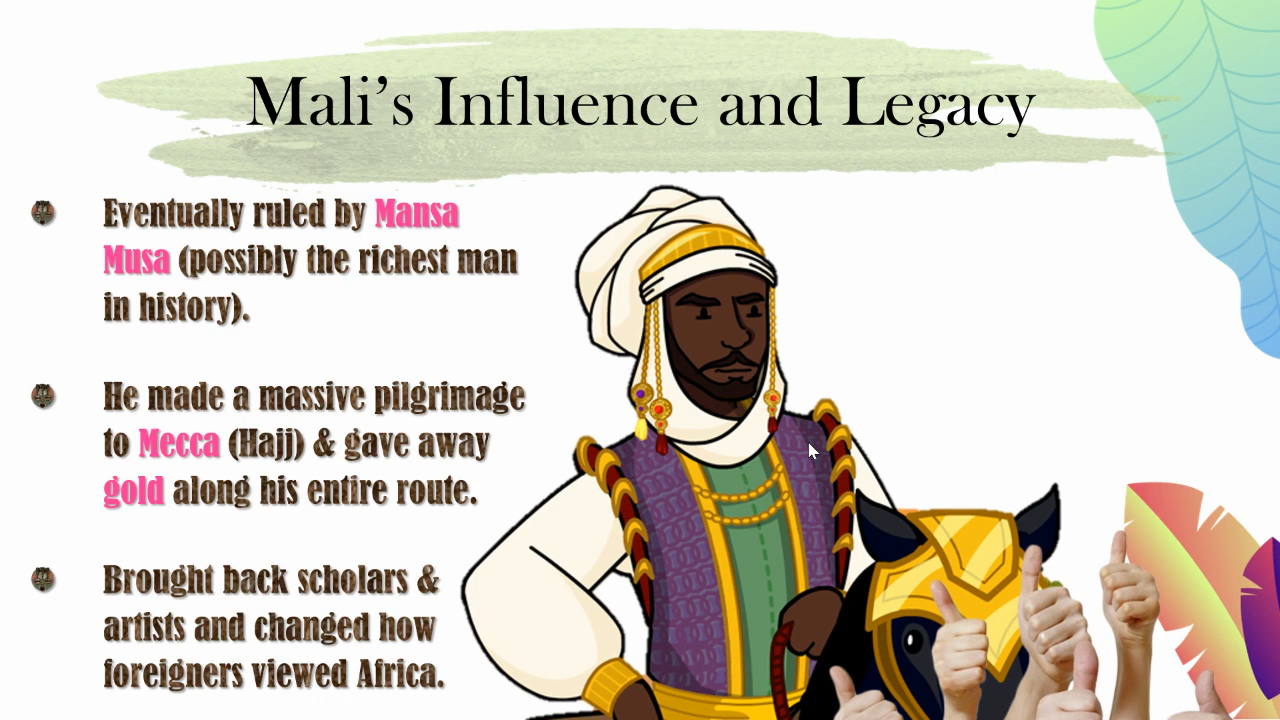 Mali’s Influence and Legacy
Eventually ruled by Mansa
Musa (possibly the richest man
in history).
He made a massive pilgrimage
to Mecca (Hajj) & gave away
gold along his entire route.
Brought back scholars &
artists and changed how
foreigners viewed Africa.